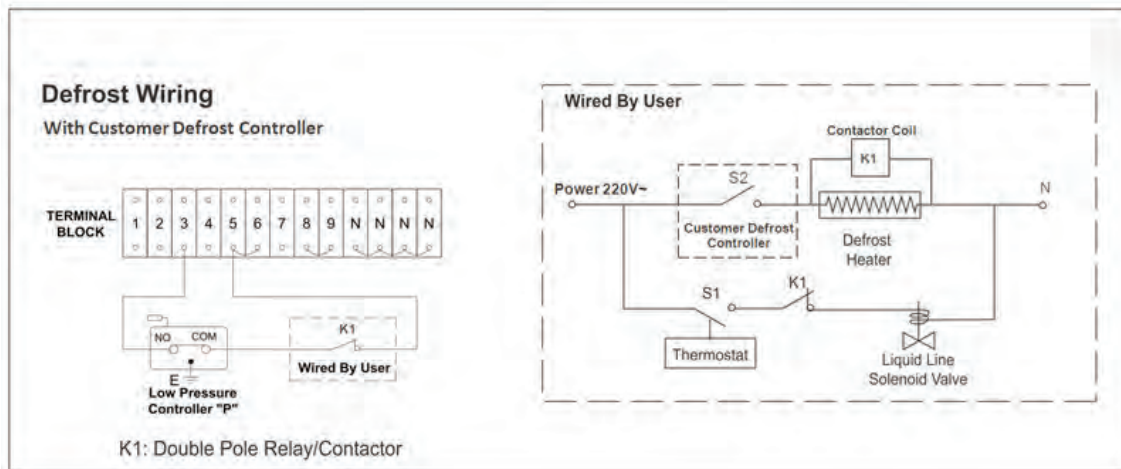 Defrost Wiring
With Customer Defrost Controller
TERMINAL
BLOCK
1 2 3 4 5 6 7 8 9 N N N N
NO COM
E
Low Pressure
Controller "P"
K1
Wired By User
K1: Double Pole Relay/Contactor
Wired By User
Contactor Coil
K1
Power 220V~
S2
N
Customer Defrost
Controller
Defrost
Heater
S1
K1
Thermostat
Liquid Line
Solenoid Valve